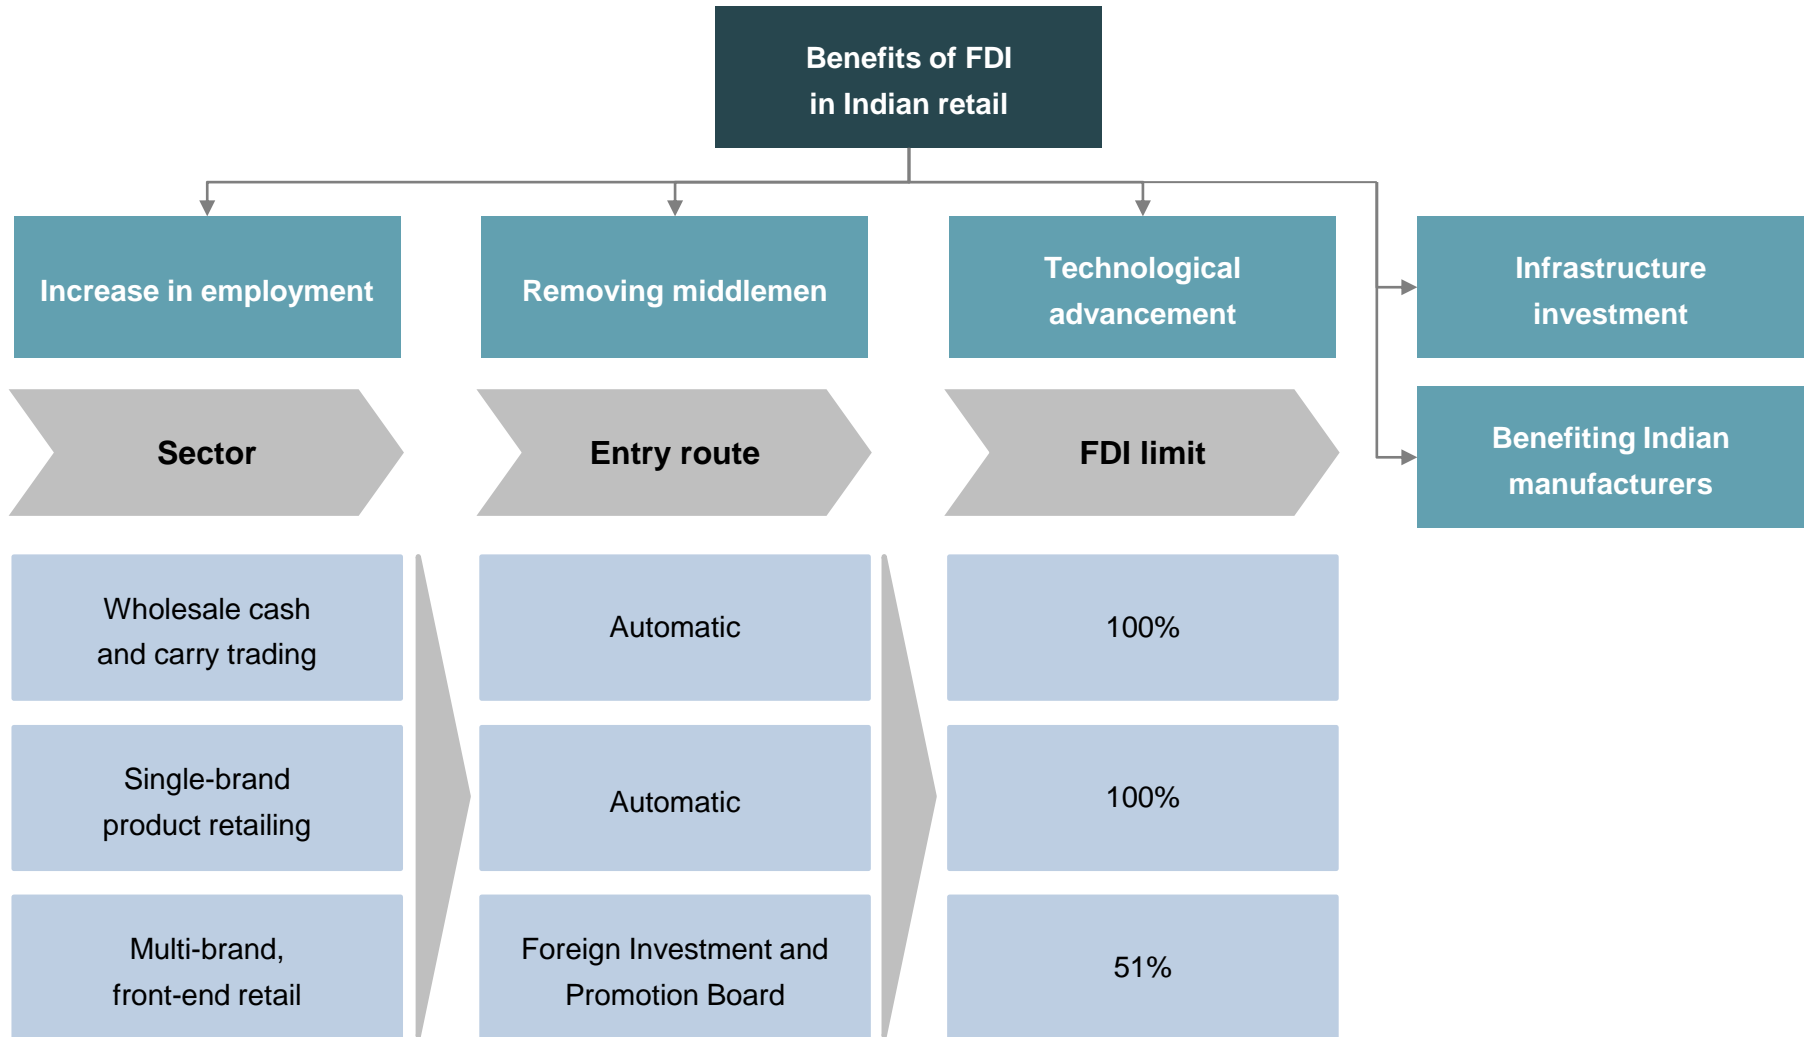 Benefits of FDI
in Indian retail
Increase in employment
Removing middlemen
Technological
advancement
Infrastructure
investment
Benefiting Indian
manufacturers
Sector
Entry route
FDI limit
Wholesale cash
and carry trading
Automatic
100%
Single-brand
product retailing
Automatic
100%
Multi-brand,
front-end retail
Foreign Investment and
Promotion Board
51%